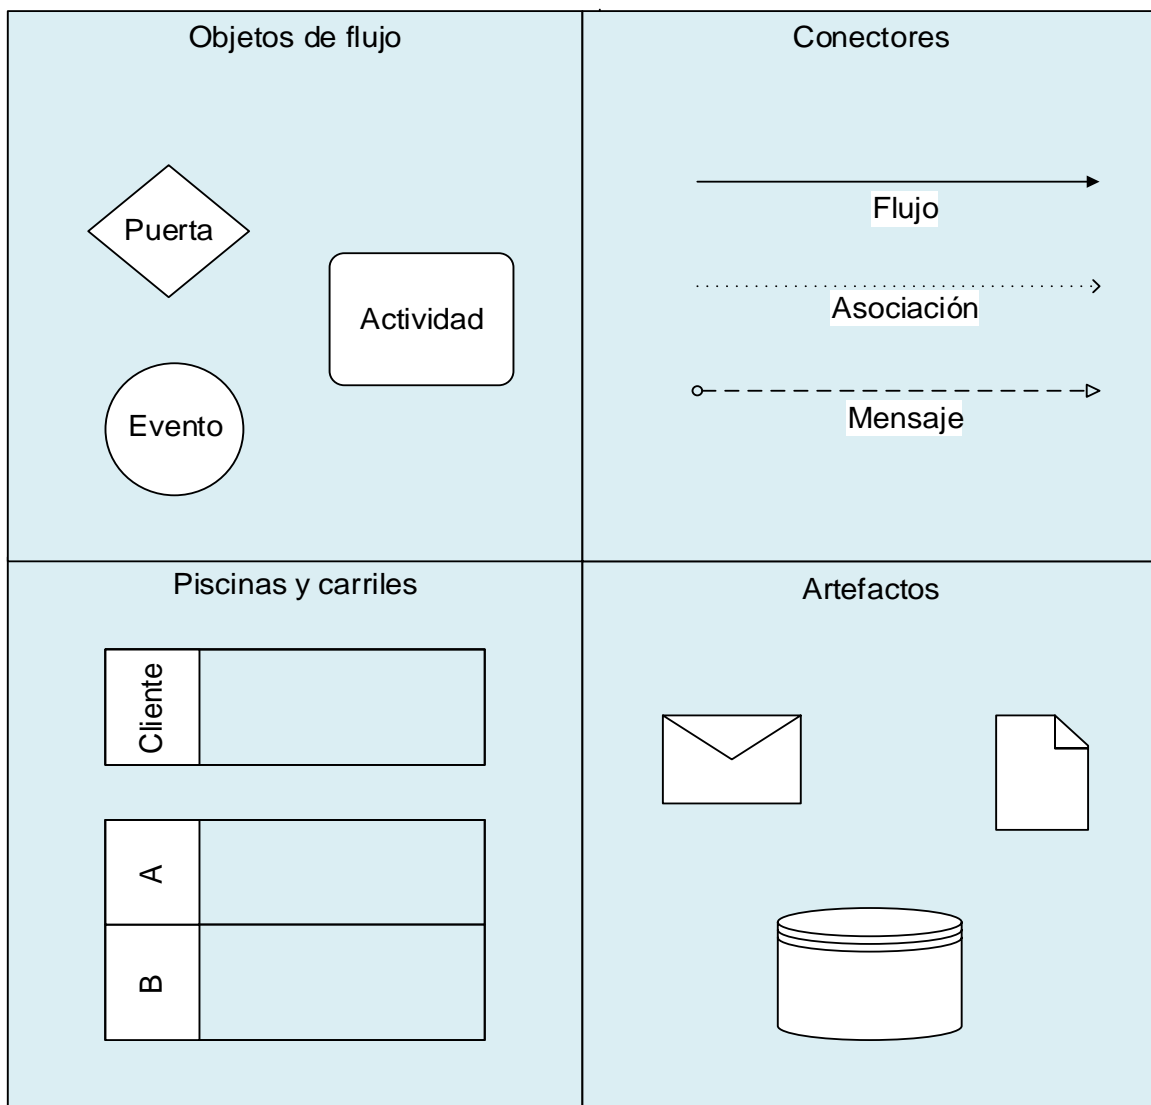 Objetos de flujo
Puerta
Actividad
Evento
Conectores
Flujo
Asociación
Mensaje
Piscinas y carriles
Cliente
A
B
Artefactos